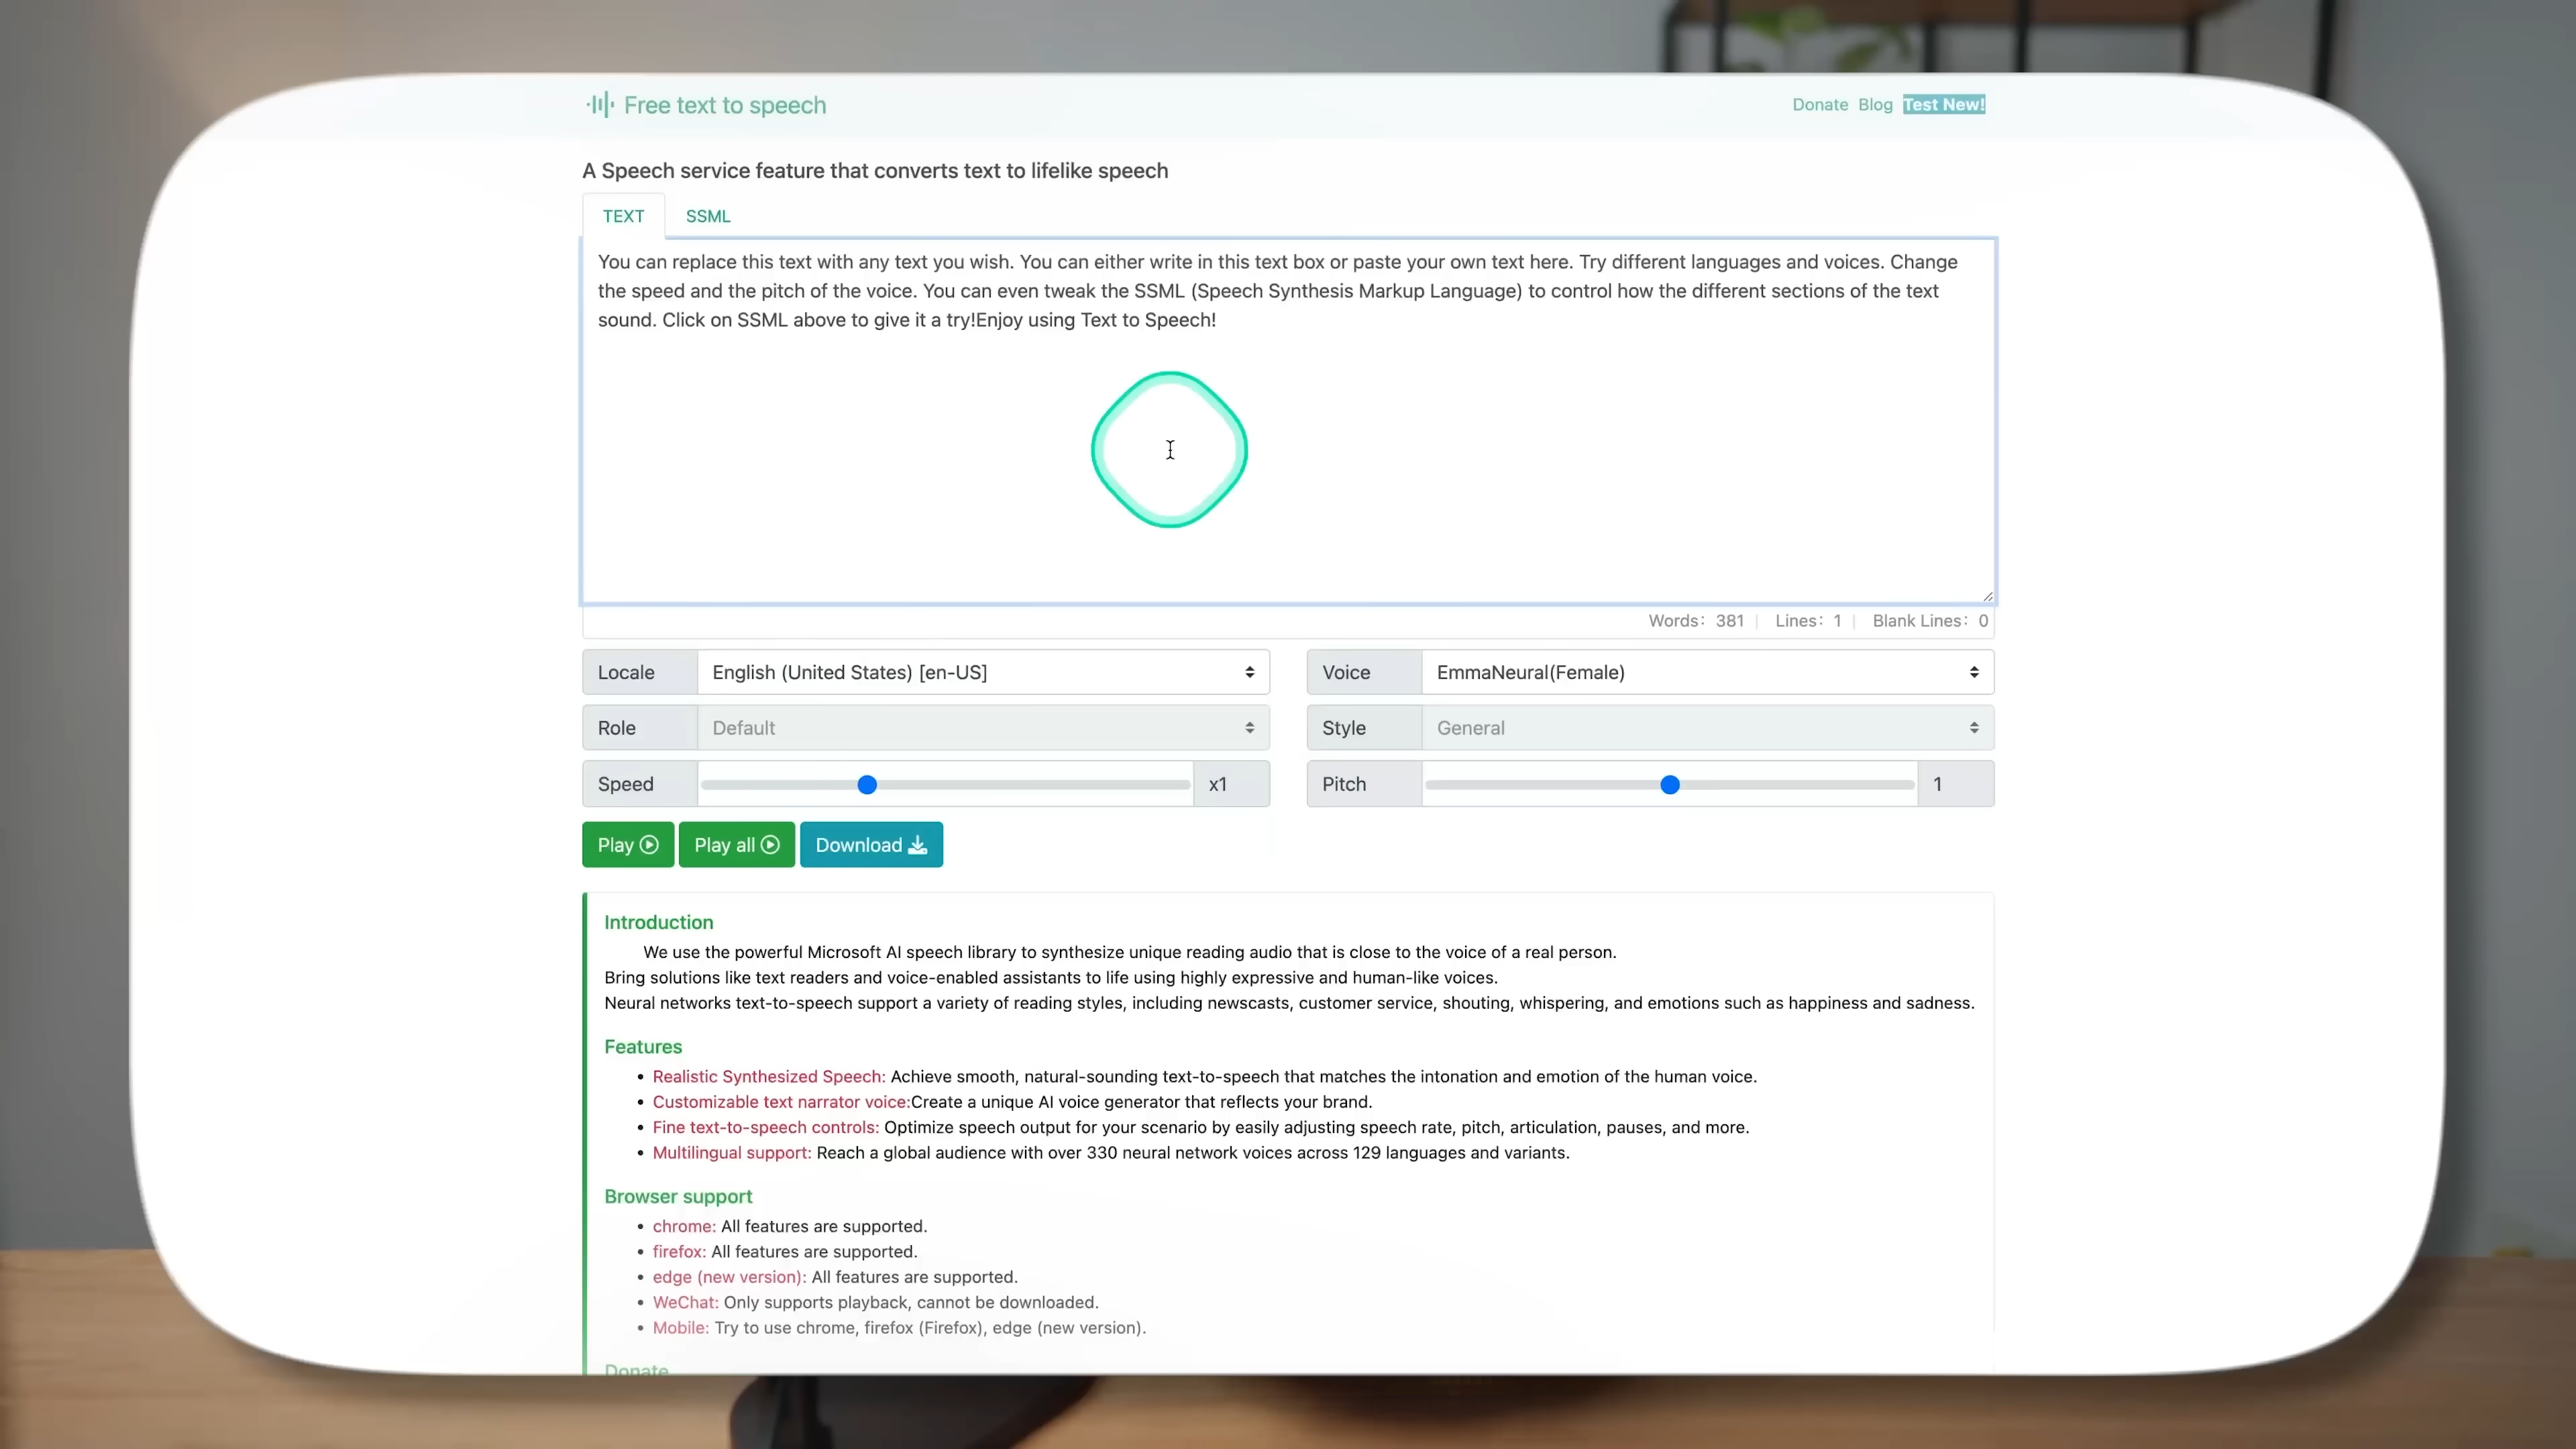 Free text to speech
Donate Blog Test New!
A Speech service feature that converts text to lifelike speech
TEXT SSML
You can replace this text with any text you wish. You can either write in this text box or paste your own text here. Try different languages and voices. Change
the speed and the pitch of the voice. You can even tweak the SSML (Speech Synthesis Markup Language) to control how the different sections of the text
sound. Click on SSML above to give it a try!Enjoy using Text to Speech!
Words: 381 | Lines: 1 | Blank Lines: 0
Locale English (United States) [en-US] Voice EmmaNeural(Female)
Role Default Style General
Speed x1 Pitch 1
Play Play all Download
Introduction
We use the powerful Microsoft AI speech library to synthesize unique reading audio that is close to the voice of a real person.
Bring solutions like text readers and voice-enabled assistants to life using highly expressive and human-like voices.
Neural networks text-to-speech support a variety of reading styles, including newscasts, customer service, shouting, whispering, and emotions such as happiness and sadness.
Features
• Realistic Synthesized Speech: Achieve smooth, natural-sounding text-to-speech that matches the intonation and emotion of the human voice.
• Customizable text narrator voice:Create a unique AI voice generator that reflects your brand.
• Fine text-to-speech controls: Optimize speech output for your scenario by easily adjusting speech rate, pitch, articulation, pauses, and more.
• Multilingual support: Reach a global audience with over 330 neural network voices across 129 languages and variants.
Browser support
• chrome: All features are supported.
• firefox: All features are supported.
• edge (new version): All features are supported.
• WeChat: Only supports playback, cannot be downloaded.
• Mobile: Try to use chrome, firefox (Firefox), edge (new version).
Donate